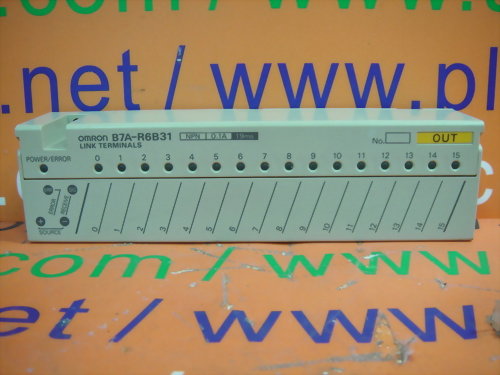 .net / www.pl
OMRON B7A-R6B31 NPN 0.1A 19ms No. OUT
LINK TERMINALS
POWER/ERROR 0 1 2 3 4 5 6 7 8 9 10 11 12 13 14 15
ERROR
SOURCE
0 1 2 3 4 5 6 7 8 9 10 11 12 13 14 15
.com /
.net / www